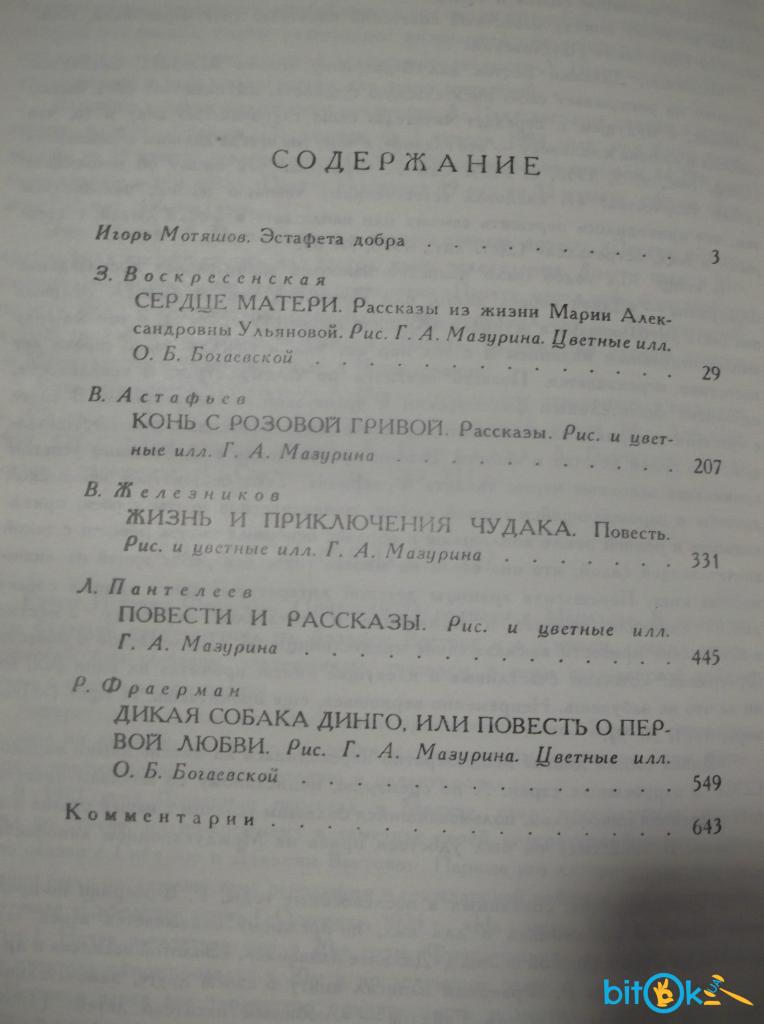 СОДЕРЖАНИЕ
Игорь Мотяшов. Эстафета добра . . . . . . . . . . 3
З. Воскресенская
СЕРДЦЕ МАТЕРИ. Рассказы из жизни Марии Алек-
сандровны Ульяновой. Рис. Г. А. Мазурина. Цветные илл.
О. Б. Богаевской . . . . . . . . . . . . . 29
В. Астафьев
КОНЬ С РОЗОВОЙ ГРИВОЙ. Рассказы. Рис. и цвет-
ные илл. Г. А. Мазурина . . . . . . . . . . 207
В. Железников
ЖИЗНЬ И ПРИКЛЮЧЕНИЯ ЧУДАКА. Повесть.
Рис. и цветные илл. Г. А. Мазурина . . . . . . . 331
Л. Пантелеев
ПОВЕСТИ И РАССКАЗЫ. Рис. и цветные илл.
Г. А. Мазурина . . . . . . . . . . . . . 445
Р. Фраерман
ДИКАЯ СОБАКА ДИНГО, ИЛИ ПОВЕСТЬ О ПЕР-
ВОЙ ЛЮБВИ. Рис. Г. А. Мазурина. Цветные илл.
О. Б. Богаевской . . . . . . . . . . . . . 549
Комментарии . . . . . . . . . . . . . . 643
bitok UA